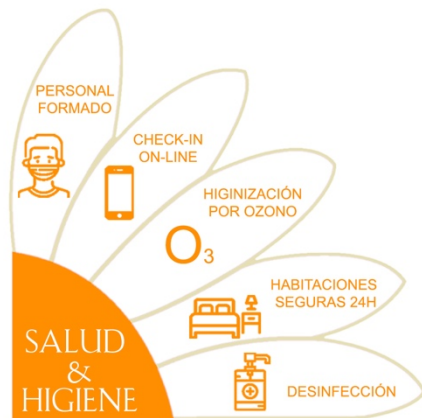 PERSONAL
FORMADO
CHECK-IN
ON-LINE
HIGINIZACIÓN
POR OZONO
O3
HABITACIONES
SEGURAS 24H
DESINFECCIÓN
SALUD
&
HIGIENE